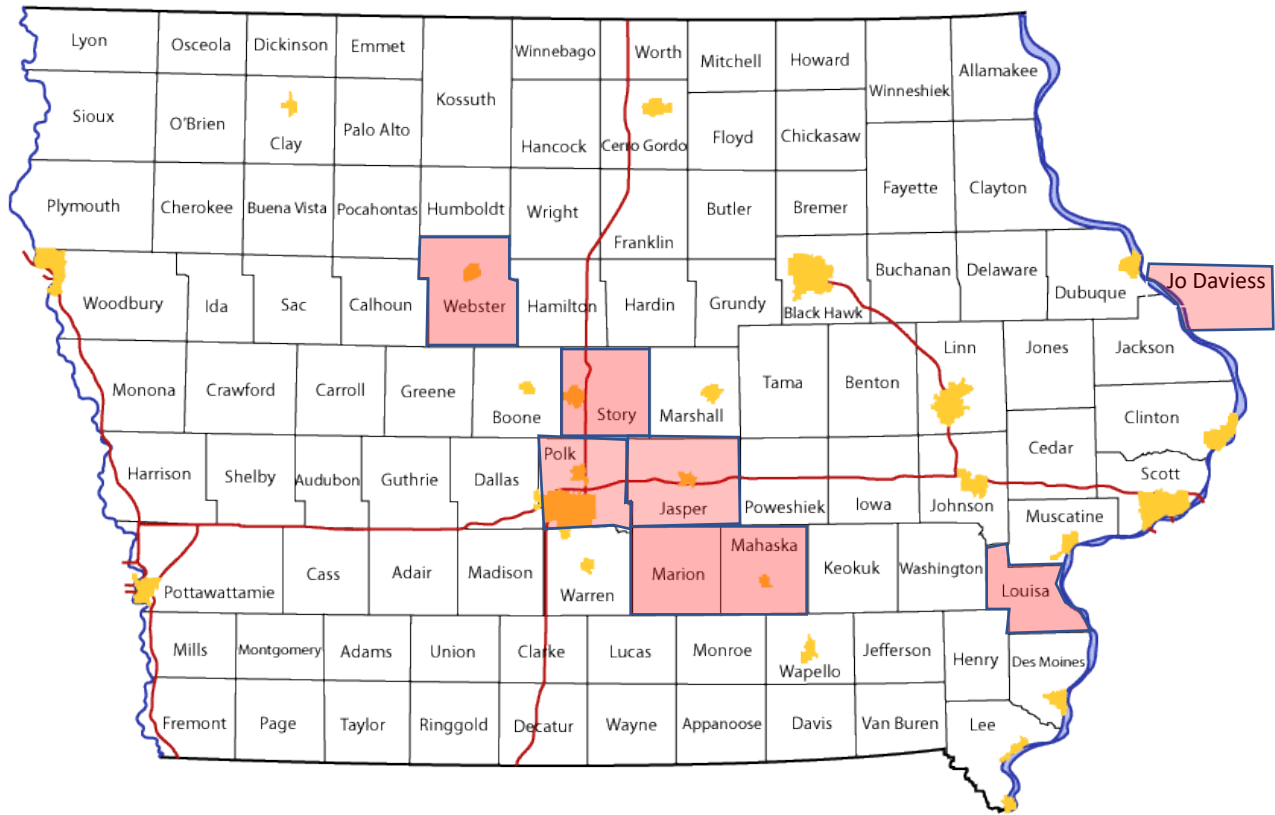 Lyon
Osceola
Dickinson
Emmet
Kossuth
Winnebago
Worth
Mitchell
Howard
Winneshiek
Allamakee
Sioux
O'Brien
Clay
Palo Alto
Hancock
Cerro Gordo
Floyd
Chickasaw
Fayette
Clayton
Plymouth
Cherokee
Buena Vista
Pocahontas
Humboldt
Wright
Franklin
Butler
Bremer
Woodbury
Ida
Sac
Calhoun
Webster
Hamilton
Hardin
Grundy
Black Hawk
Buchanan
Delaware
Dubuque
Jo Daviess
Monona
Crawford
Carroll
Greene
Boone
Story
Marshall
Tama
Benton
Linn
Jones
Jackson
Clinton
Cedar
Scott
Harrison
Shelby
Audubon
Guthrie
Dallas
Polk
Jasper
Poweshiek
Iowa
Johnson
Muscatine
Pottawattamie
Cass
Adair
Madison
Warren
Marion
Mahaska
Keokuk
Washington
Louisa
Mills
Montgomery
Adams
Union
Clarke
Lucas
Monroe
Wapello
Jefferson
Henry
Des Moines
Fremont
Page
Taylor
Ringgold
Decatur
Wayne
Appanoose
Davis
Van Buren
Lee